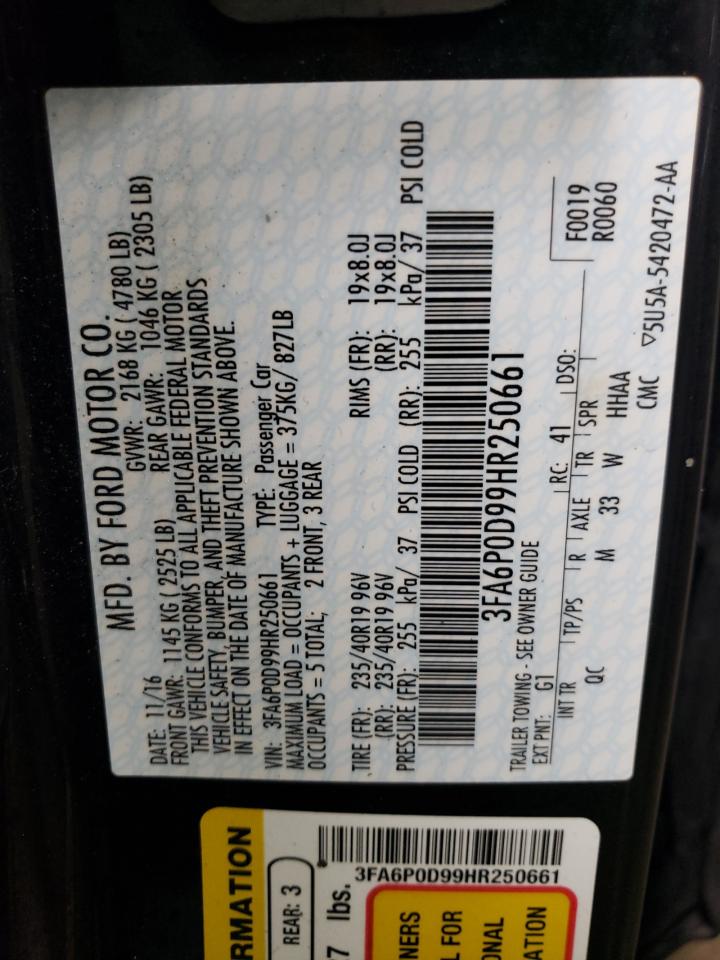 MFD. BY FORD MOTOR CO.
DATE: 11/16 GVWR: 2168 KG ( 4780 LB)
FRONT GAWR: 1145 KG ( 2525 LB) REAR GAWR: 1046 KG ( 2305 LB)
THIS VEHICLE CONFORMS TO ALL APPLICABLE FEDERAL MOTOR
VEHICLE SAFETY, BUMPER, AND THEFT PREVENTION STANDARDS
IN EFFECT ON THE DATE OF MANUFACTURE SHOWN ABOVE.
VIN: 3FA6P0D99HR250661 TYPE: Passenger Car
MAXIMUM LOAD = OCCUPANTS + LUGGAGE = 375KG/ 827LB
OCCUPANTS = 5 TOTAL; 2 FRONT, 3 REAR
TIRE (FR): 235/40R19 96V RIMS (FR): 19x8.0J
(RR): 235/40R19 96V (RR): 19x8.0J
PRESSURE (FR): 255 kPa/ 37 PSI COLD (RR): 255 kPa/ 37 PSI COLD
3FA6P0D99HR250661
TRAILER TOWING - SEE OWNER GUIDE
EXT PNT: G1 RC: 41 DSO: F0019
R0060
INT TR TP/PS R AXLE TR SPR
QC M 33 W HHAA
CMC ▽5U5A-5420472-AA
RMATION
REAR: 3
7 lbs.
3FA6P0D99HR250661
NERS
L FOR
ONAL
ATION